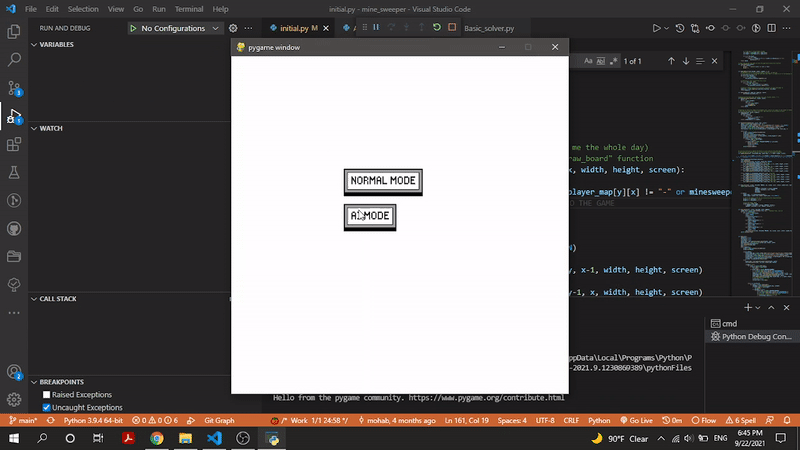 File Edit Selection View Go Run Terminal Help
initial.py - mine_sweeper - Visual Studio Code
RUN AND DEBUG
No Configurations
initial.py M
Basic_solver.py
VARIABLES
pygame window
Aa
ab
1 of 1
me the whole day)
" function
x, width, height, screen):
WATCH
player_map[y][x] != "-" or
THE GAME
NORMAL MODE
MODE
y, x-1, width, height, screen)
y-1, x, width, height, screen)
CALL STACK
cmd
Python Debug Con...
ppData\Local\Programs\Python\P
-2021.9.1230869389\pythonFiles
BREAKPOINTS
Raised Exceptions
Uncaught Exceptions
Hello from the pygame community. https://www.pygame.org/contribute.html
main* Python 3.9.4 64-bit 0 0 6 Git Graph Work 1/1 24:58 mohab, 4 months ago Ln 161, Col 19 Spaces: 4 UTF-8 CRLF Python Go Live 0m Flow 6 Spell
90°F Clear
ENG
6:45 PM
9/22/2021